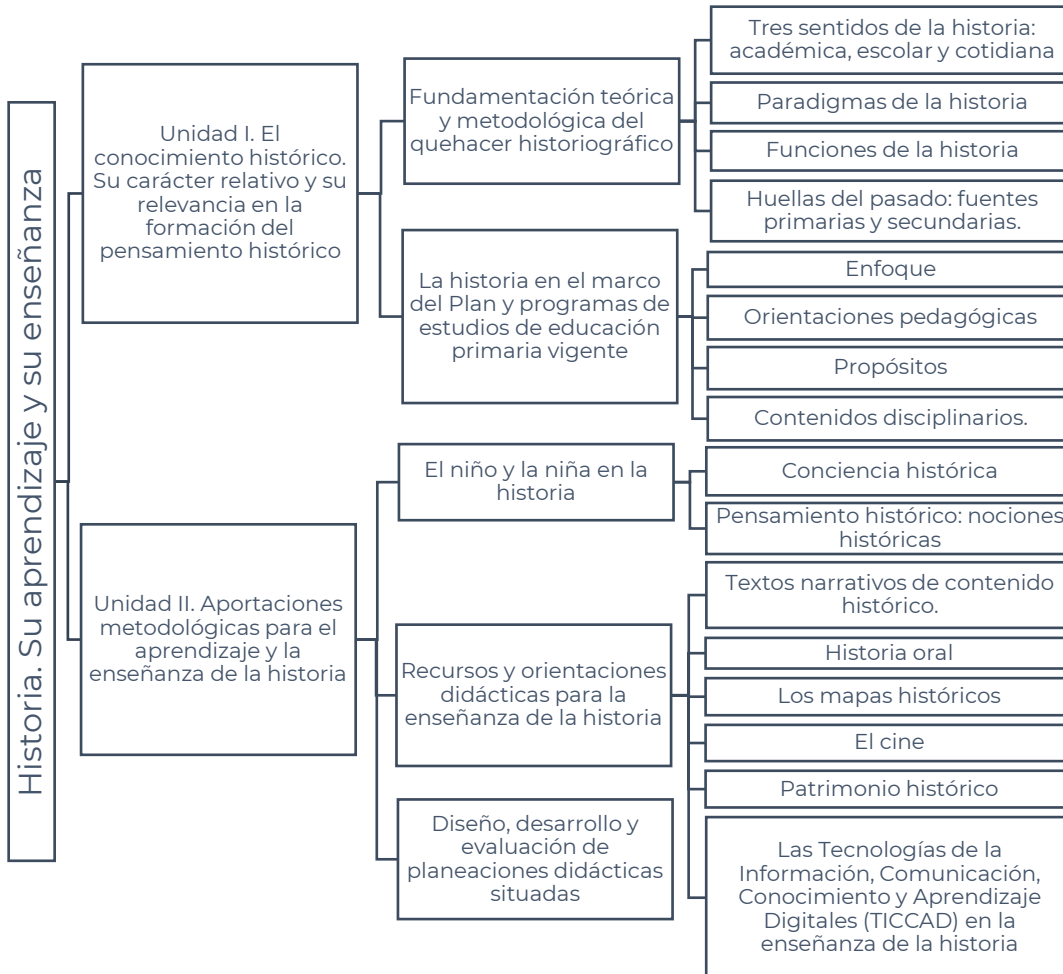 Historia. Su aprendizaje y su enseñanza
Unidad I. El
conocimiento histórico.
Su carácter relativo y su
relevancia en la
formación del
pensamiento histórico
Fundamentación teórica
y metodológica del
quehacer historiográfico
Tres sentidos de la historia:
académica, escolar y cotidiana
Paradigmas de la historia
Funciones de la historia
Huellas del pasado: fuentes
primarias y secundarias.
La historia en el marco
del Plan y programas de
estudios de educación
primaria vigente
Enfoque
Orientaciones pedagógicas
Propósitos
Contenidos disciplinarios.
Unidad II. Aportaciones
metodológicas para el
aprendizaje y la
enseñanza de la historia
El niño y la niña en la
historia
Conciencia histórica
Pensamiento histórico: nociones
históricas
Recursos y orientaciones
didácticas para la
enseñanza de la historia
Textos narrativos de contenido
histórico.
Historia oral
Los mapas históricos
El cine
Patrimonio histórico
Las Tecnologías de la
Información, Comunicación,
Conocimiento y Aprendizaje
Digitales (TICCAD) en la
enseñanza de la historia
Diseño, desarrollo y
evaluación de
planeaciones didácticas
situadas